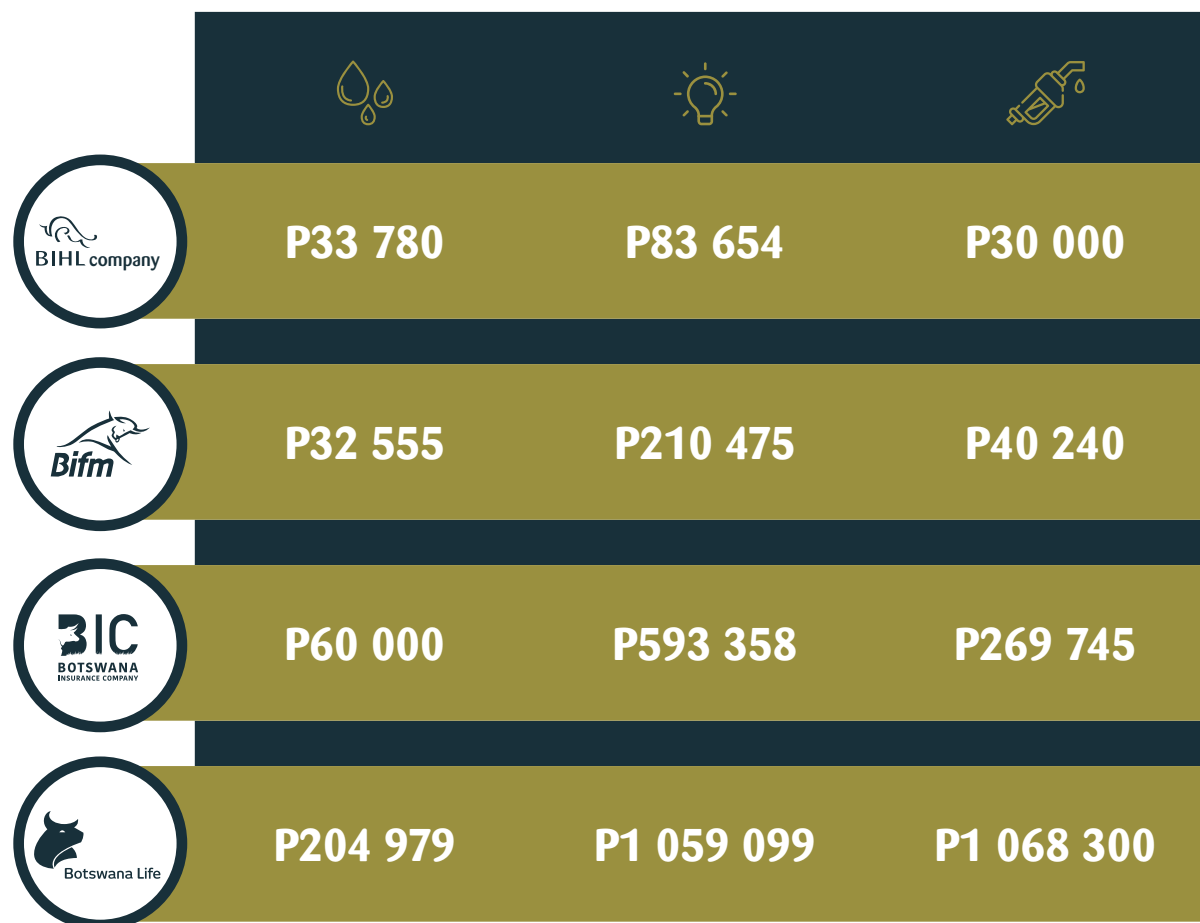 BIHL company
P33 780 P83 654 P30 000
Bifm
P32 555 P210 475 P40 240
BIC
BOTSWANA
INSURANCE COMPANY
P60 000 P593 358 P269 745
Botswana Life
P204 979 P1 059 099 P1 068 300